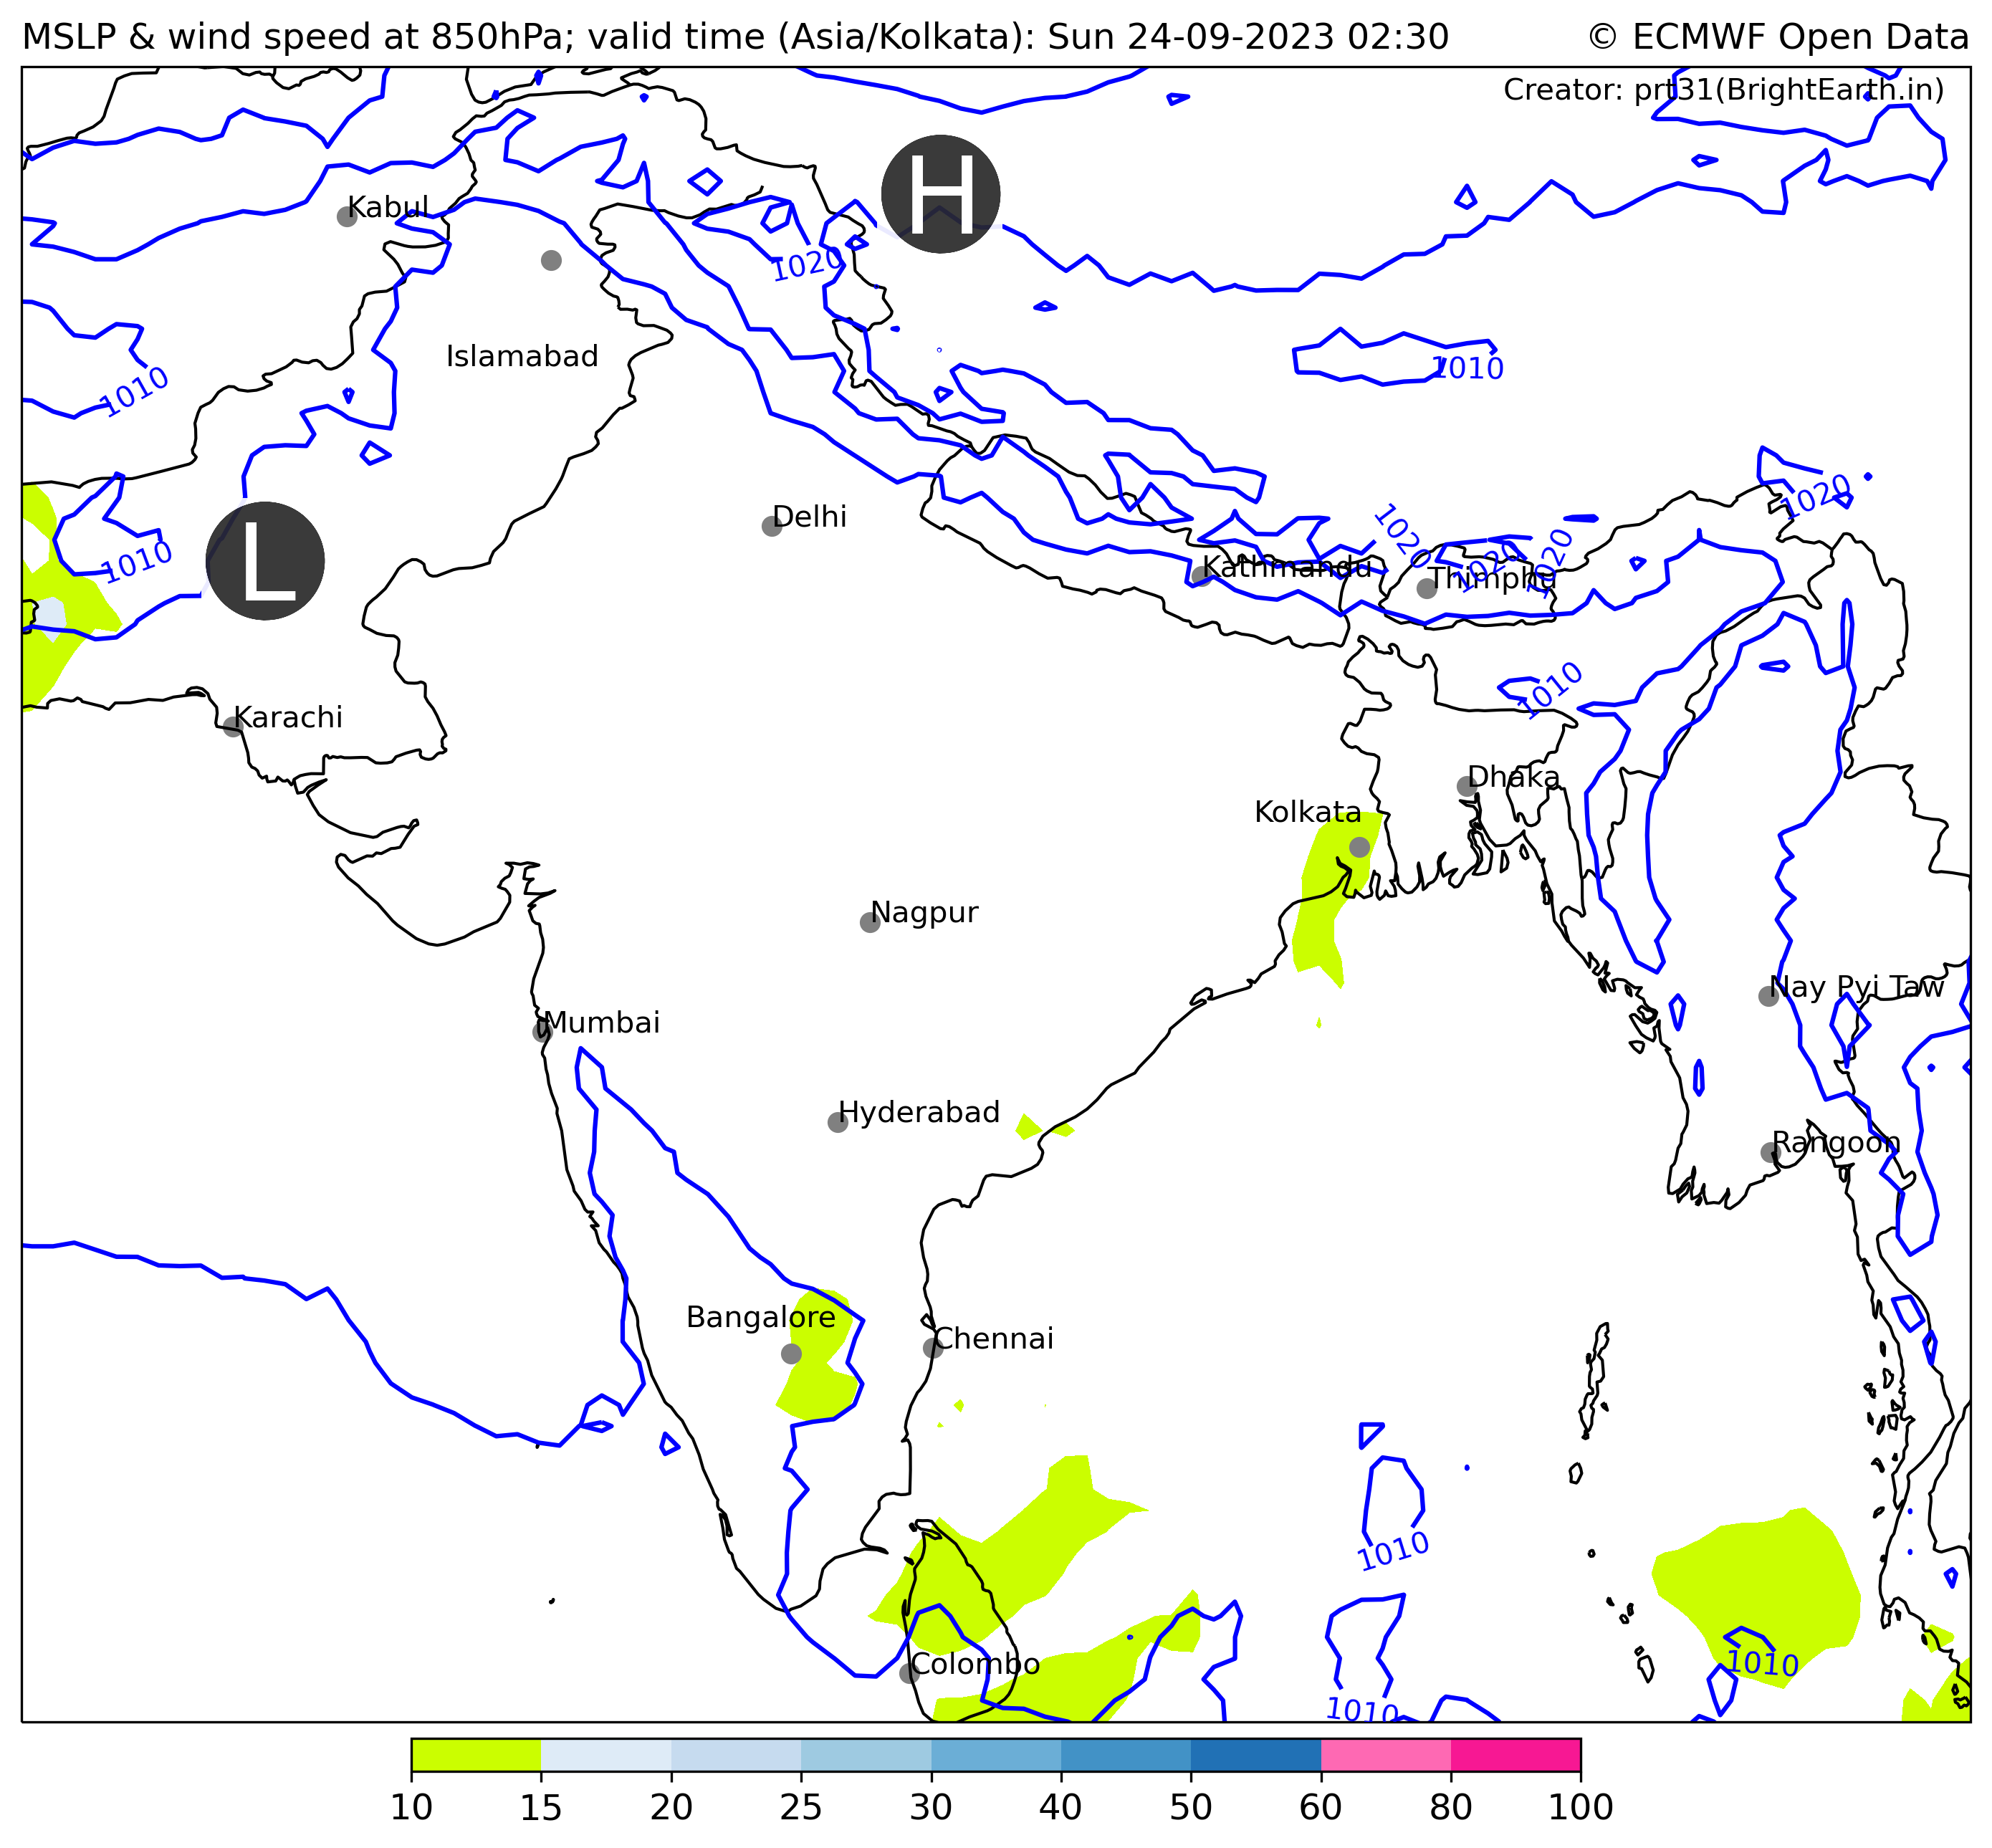 MSLP & wind speed at 850hPa; valid time (Asia/Kolkata): Sun 24-09-2023 02:30
© ECMWF Open Data
Creator: prt31(BrightEarth.in)
H
Kabul
1020
Islamabad
1010
1010
1020
Delhi
L
1010
1020
1020
1020
Kathmandu
Thimphu
1010
Karachi
Dhaka
Kolkata
Nagpur
Nay Pyi Taw
Mumbai
Hyderabad
Rangoon
Bangalore
Chennai
1010
Colombo
1010
1010
10 15 20 25 30 40 50 60 80 100